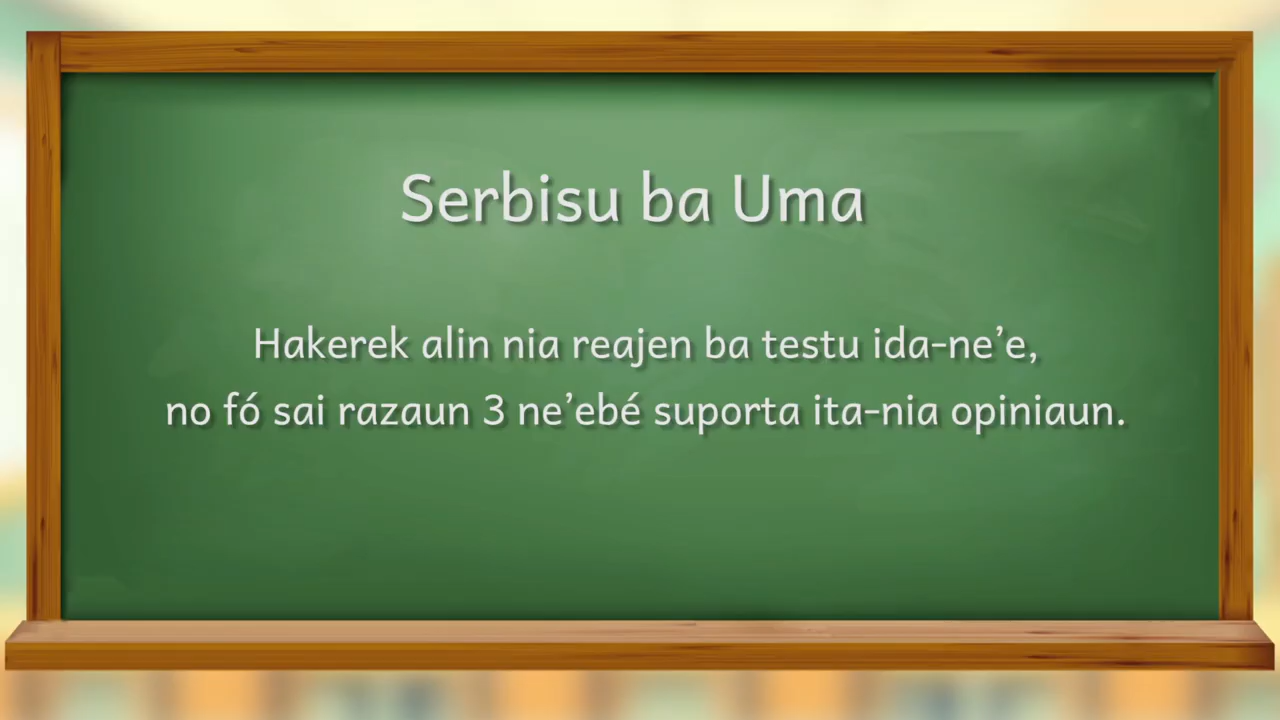 Serbisu ba Uma
Hakerek alin nia reajen ba testu ida-ne’e,
no fó sai razaun 3 ne’ebé suporta ita-nia opiniaun.